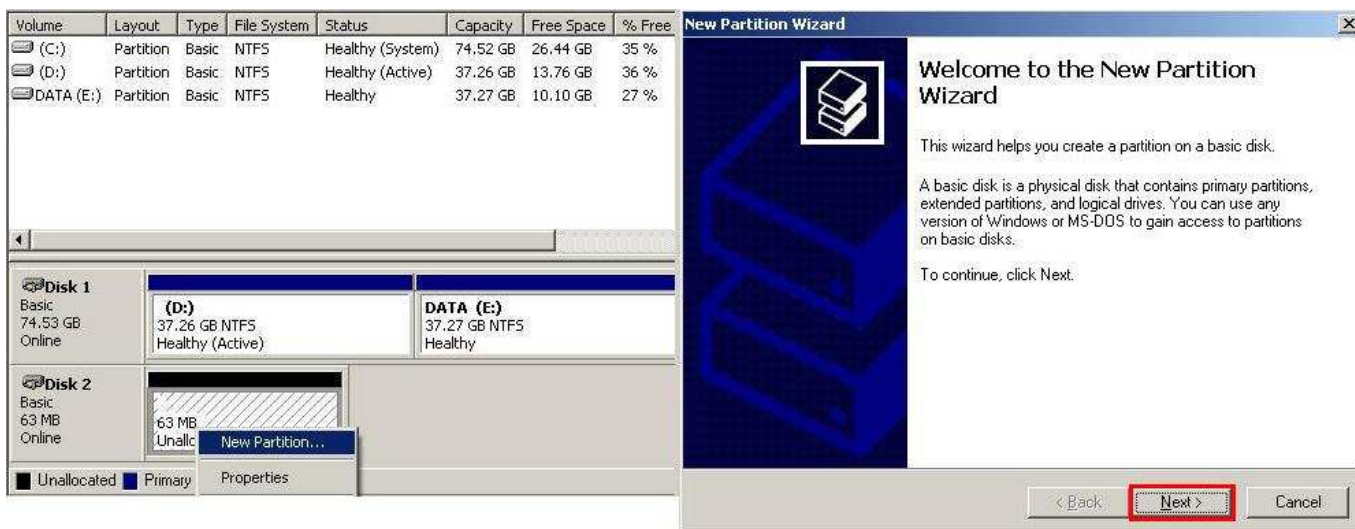 Volume Layout Type File System Status Capacity Free Space % Free
(C:) Partition Basic NTFS Healthy (System) 74.52 GB 26.44 GB 35 %
(D:) Partition Basic NTFS Healthy (Active) 37.26 GB 13.76 GB 36 %
DATA (E:) Partition Basic NTFS Healthy 37.27 GB 10.10 GB 27 %
Disk 1
Basic
74.53 GB
Online
(D:)
37.26 GB NTFS
Healthy (Active)
DATA (E:)
37.27 GB NTFS
Healthy
Disk 2
Basic
63 MB
Online
63 MB
Unallc
New Partition...
Properties
Unallocated Primary
New Partition Wizard
Welcome to the New Partition
Wizard
This wizard helps you create a partition on a basic disk.
A basic disk is a physical disk that contains primary partitions,
extended partitions, and logical drives. You can use any
version of Windows or MS-DOS to gain access to partitions
on basic disks.
To continue, click Next.
< Back Next > Cancel